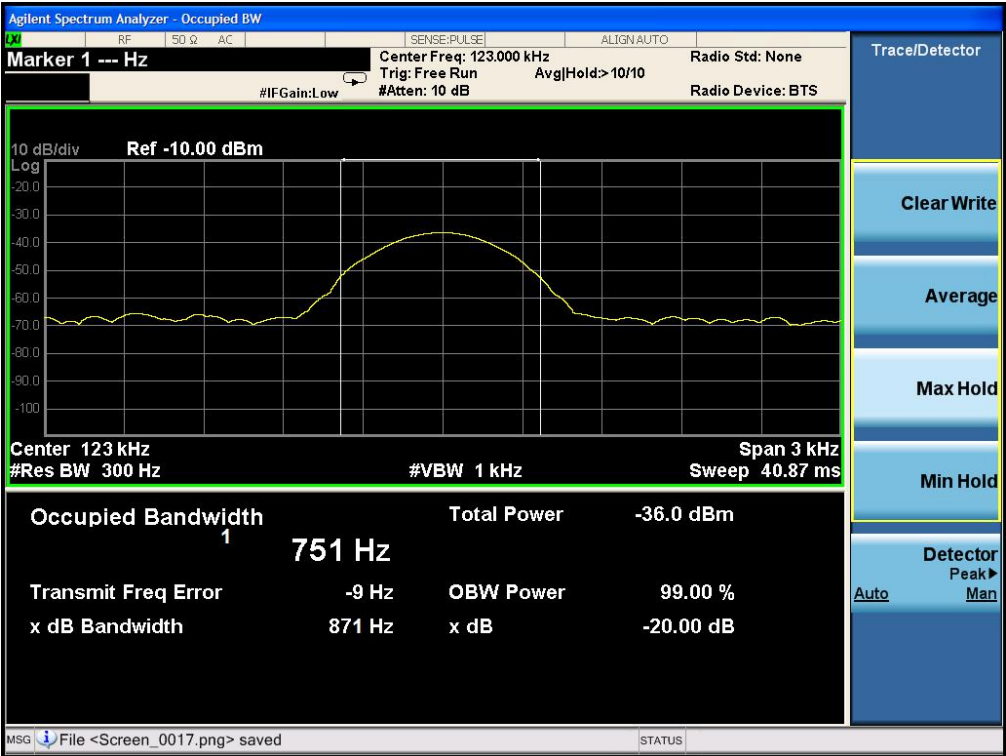 Agilent Spectrum Analyzer - Occupied BW
LXI RF 50 Ω AC SENSE:PULSE ALIGN AUTO
Marker 1 --- Hz
Center Freq: 123.000 kHz
Radio Std: None
Trig: Free Run
Avg|Hold:>10/10
#IFGain:Low
#Atten: 10 dB
Radio Device: BTS
10 dB/div
Ref -10.00 dBm
Log
-20.0
-30.0
-40.0
-50.0
-60.0
-70.0
-80.0
-90.0
-100
Center 123 kHz
Span 3 kHz
#Res BW 300 Hz
#VBW 1 kHz
Sweep 40.87 ms
Occupied Bandwidth
1
751 Hz
Total Power
-36.0 dBm
Transmit Freq Error
-9 Hz
OBW Power
99.00 %
x dB Bandwidth
871 Hz
x dB
-20.00 dB
MSG
File <Screen_0017.png> saved
STATUS
Trace/Detector
Clear Write
Average
Max Hold
Min Hold
Detector
Peak▶
Auto
Man